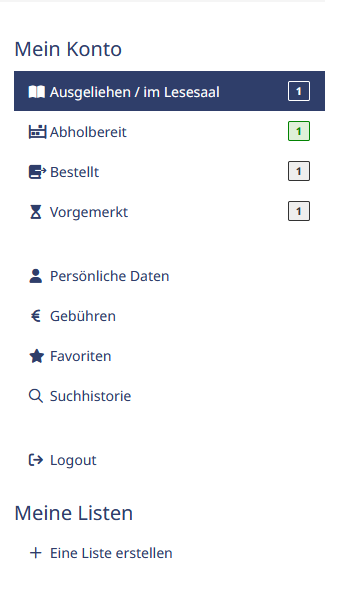 Mein Konto
Ausgeliehen / im Lesesaal 1
Abholbereit 1
Bestellt 1
Vorgemerkt 1
Persönliche Daten
€ Gebühren
Favoriten
Suchhistorie
Logout
Meine Listen
+ Eine Liste erstellen